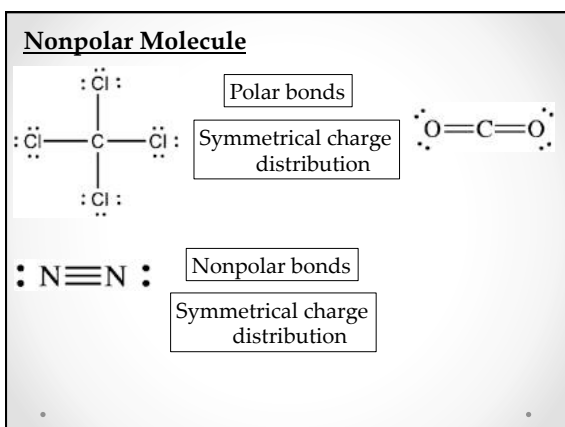 Nonpolar Molecule
:Cl:
Polar bonds
:Cl—C—Cl:
Symmetrical charge
distribution
O=C=O
:Cl:
:N≡N:
Nonpolar bonds
Symmetrical charge
distribution